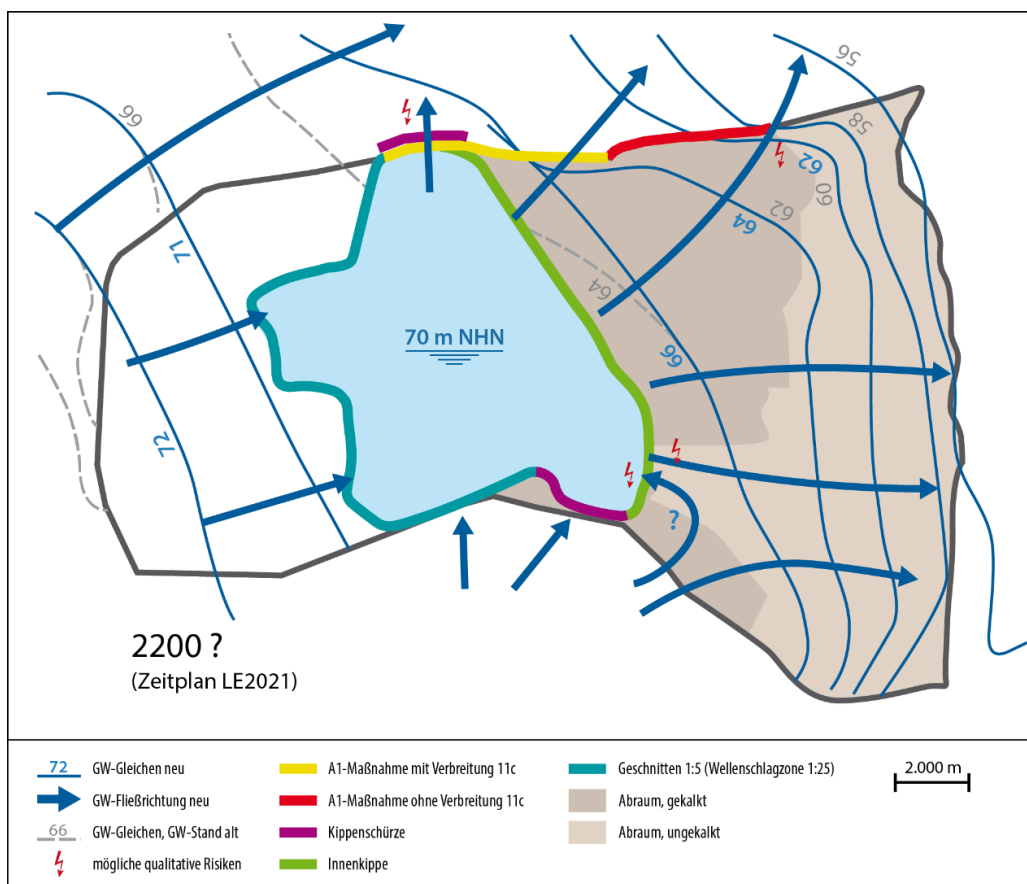 56
66
58
62
60
71
62
64
64
70 m NHN
66
72
?
2200 ?
(Zeitplan LE2021)
72
GW-Gleichen neu
GW-Fließrichtung neu
66
GW-Gleichen, GW-Stand alt
mögliche qualitative Risiken
A1-Maßnahme mit Verbreitung 11c
A1-Maßnahme ohne Verbreitung 11c
Kippenschürze
Innenkippe
Geschnitten 1:5 (Wellenschlagzone 1:25)
Abraum, gekalkt
Abraum, ungekalkt
2.000 m